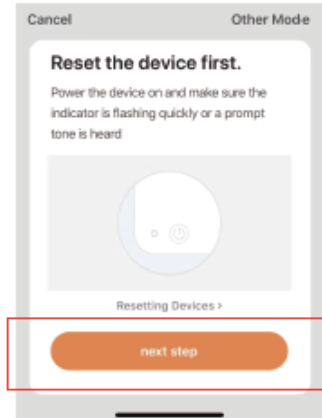 Cancel Other Mode
Reset the device first.
Power the device on and make sure the
indicator is flashing quickly or a prompt
tone is heard
Resetting Devices >
next step